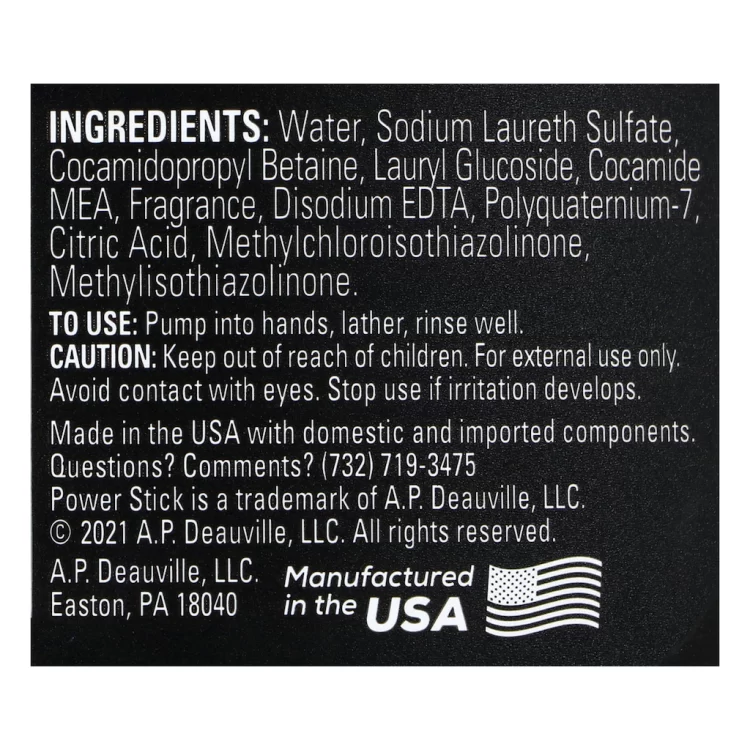 INGREDIENTS: Water, Sodium Laureth Sulfate,
Cocamidopropyl Betaine, Lauryl Glucoside, Cocamide
MEA, Fragrance, Disodium EDTA, Polyquaternium-7,
Citric Acid, Methylchloroisothiazolinone,
Methylisothiazolinone.
TO USE: Pump into hands, lather, rinse well.
CAUTION: Keep out of reach of children. For external use only.
Avoid contact with eyes. Stop use if irritation develops.
Made in the USA with domestic and imported components.
Questions? Comments? (732) 719-3475
Power Stick is a trademark of A.P. Deauville, LLC.
© 2021 A.P. Deauville, LLC. All rights reserved.
A.P. Deauville, LLC.
Easton, PA 18040
Manufactured
in the USA